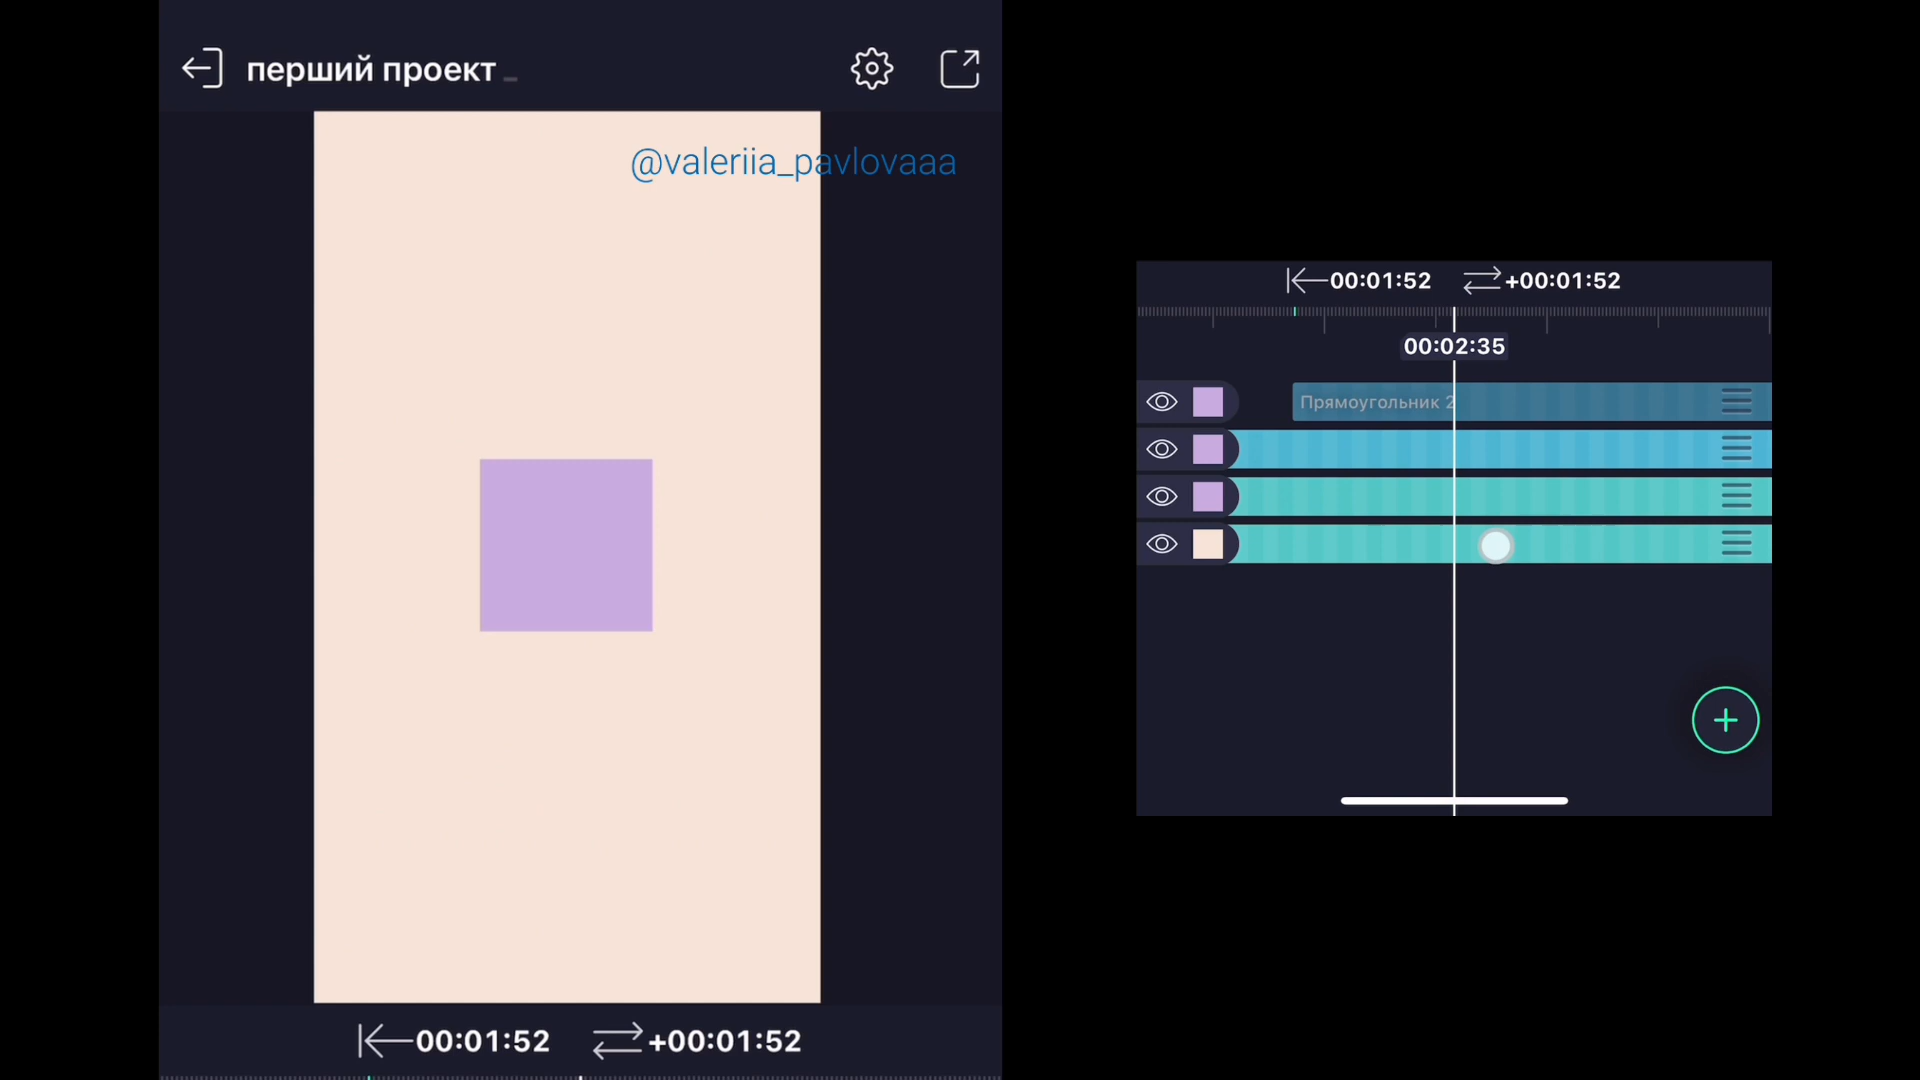 перший проект
@valeriia_pavlovaaa
00:01:52 +00:01:52
00:01:52 +00:01:52
00:02:35
Прямоугольник 2